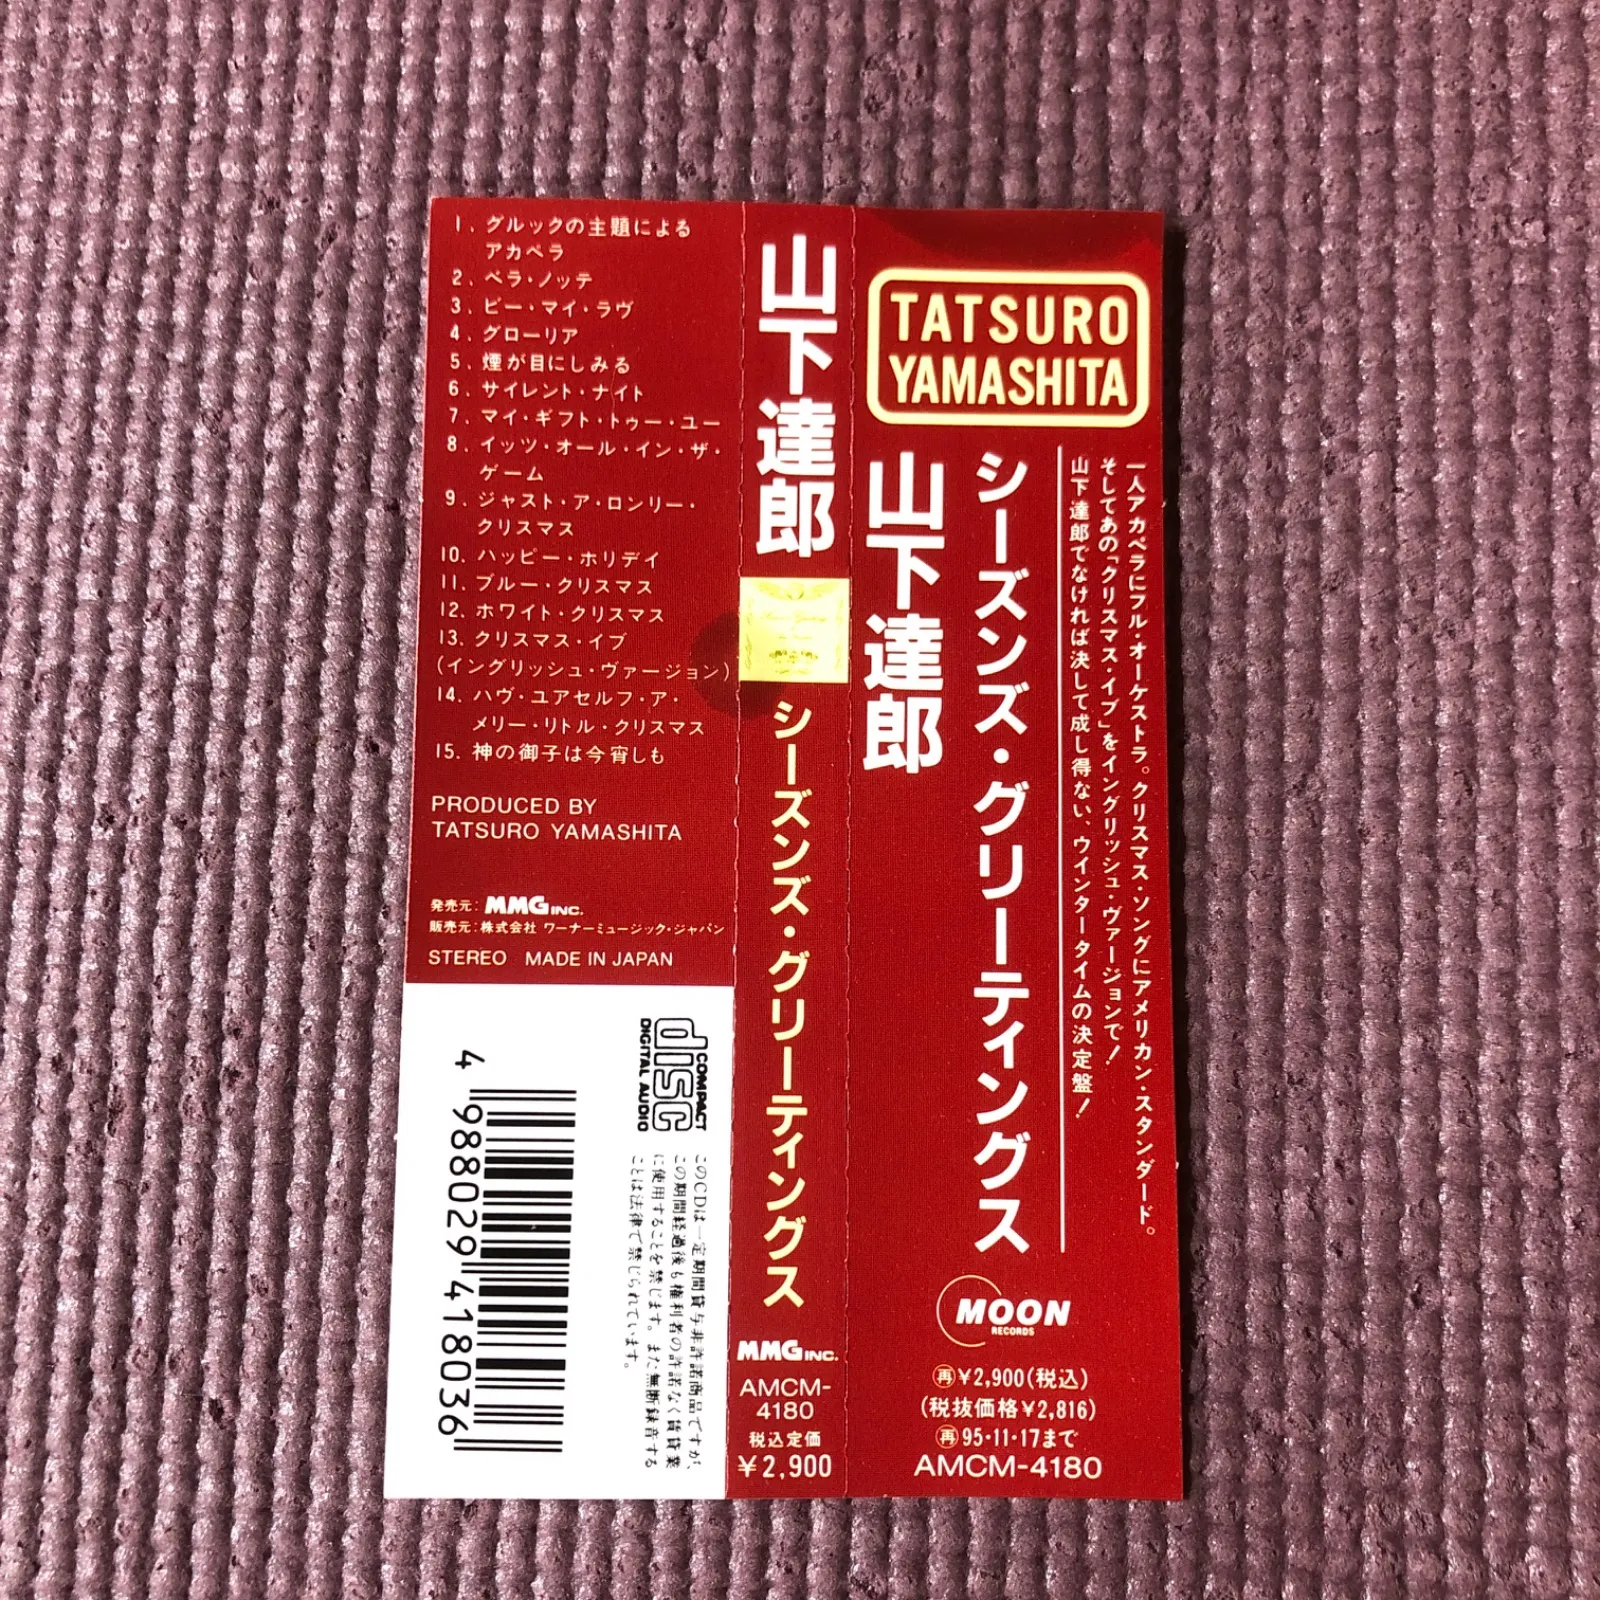 1. グルックの主題による
アカペラ
2. ベラ・ノッテ
3. ビー・マイ・ラヴ
4. グローリア
5. 煙が目にしみる
6. サイレント・ナイト
7. マイ・ギフト・トゥー・ユー
8. イッツ・オール・イン・ザ・
ゲーム
9. ジャスト・ア・ロンリー・
クリスマス
10. ハッピー・ホリデイ
11. ブルー・クリスマス
12. ホワイト・クリスマス
13. クリスマス・イブ
(イングリッシュ・ヴァージョン)
14. ハヴ・ユアセルフ・ア・
メリー・リトル・クリスマス
15. 神の御子は今宵しも
PRODUCED BY
TATSURO YAMASHITA
発売元: MMG INC.
販売元: 株式会社 ワーナーミュージック・ジャパン
STEREO MADE IN JAPAN
COMPACT
disc
DIGITAL AUDIO
4 988029 418036
このCDは一定期間貸与非許諾商品ですが、
この期間経過後も権利者の許諾なく賃貸業
に使用することを禁じます。また無断録音する
ことは法律で禁じられています。
山下達郎
シーズンズ・グリーティングス
MMG INC.
AMCM-
4180
税込定価
¥2,900
TATSURO
YAMASHITA
一人アカペラにフル・オーケストラ。クリスマス・ソングにアメリカン・スタンダード。
そしてあの「クリスマス・イブ」をイングリッシュ・ヴァージョンで!
山下達郎でなければ決して成し得ない、ウインタータイムの決定盤!
シーズンズ・グリーティングス
山下達郎
MOON
RECORDS
再¥2,900(税込)
(税抜価格¥2,816)
再95・11・17まで
AMCM-4180